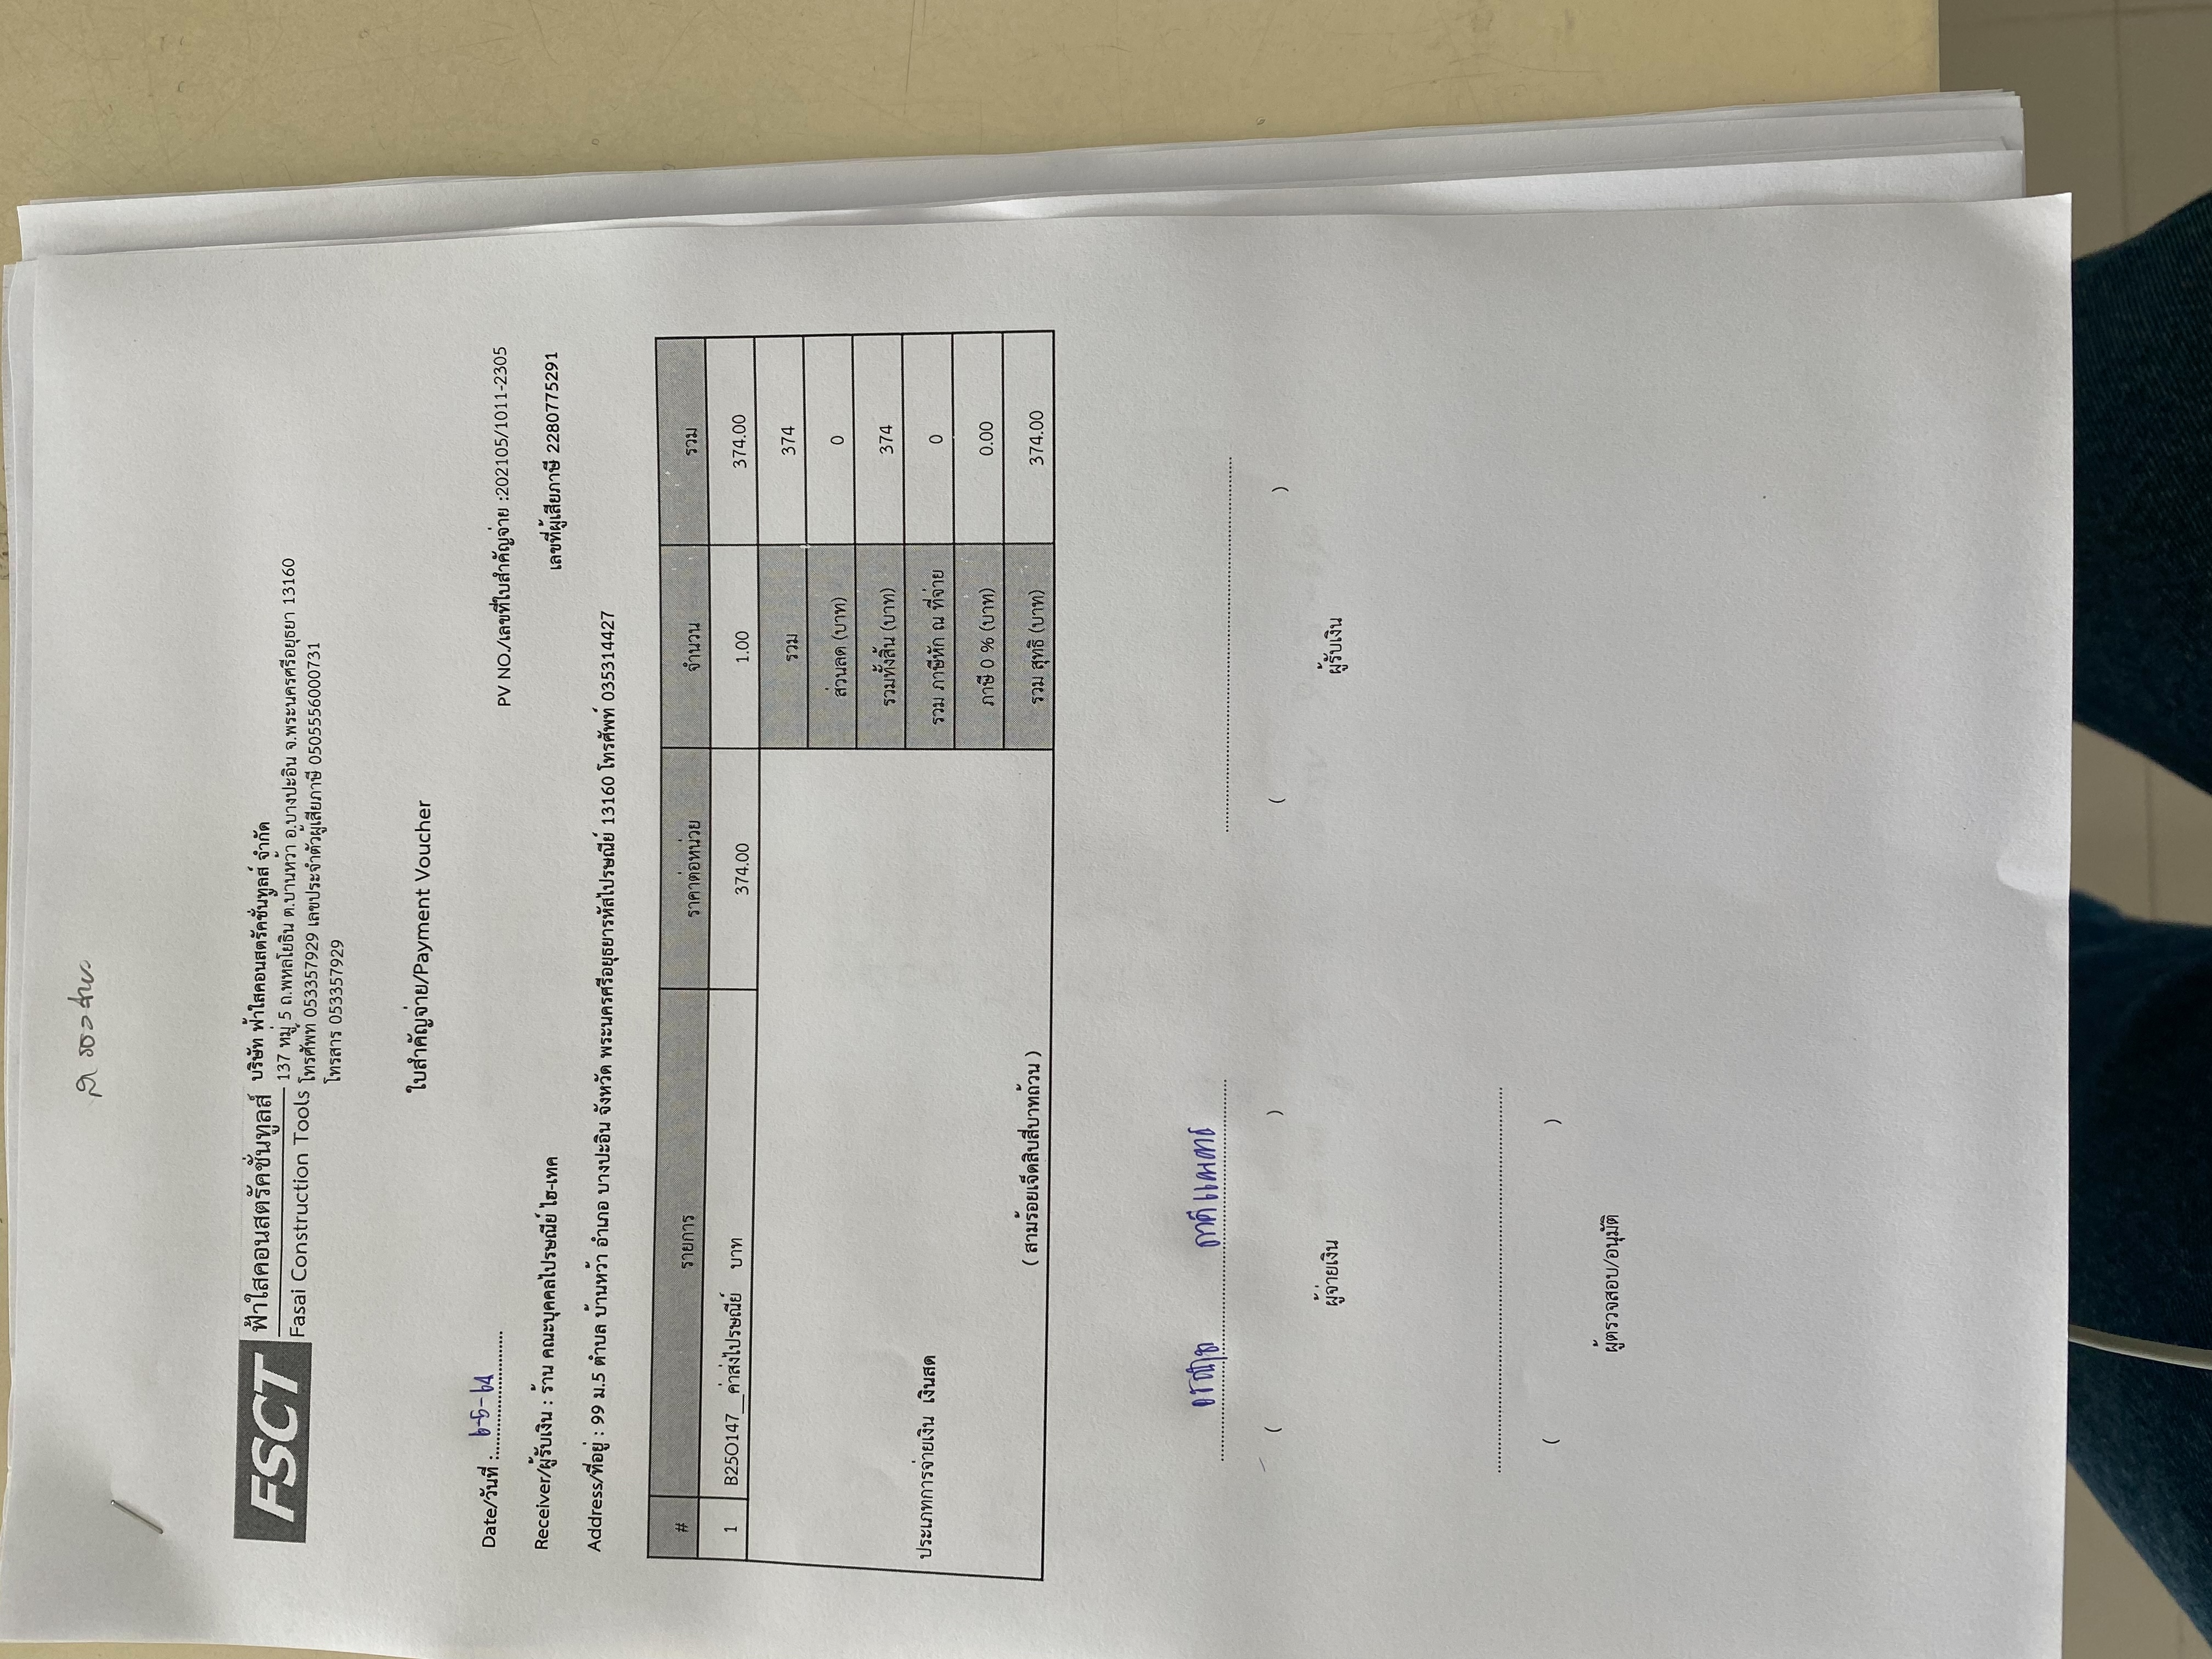 FSCT
ฟ้าใสคอนสตรัคชั่นทูลส์
Fasai Construction Tools
บริษัท ฟ้าใสคอนสตรัคชั่นทูลส์ จำกัด
137 หมู่ 5 ถ.พหลโยธิน ต.บ้านหว้า อ.บางปะอิน จ.พระนครศรีอยุธยา 13160
โทรศัพท์ 053357929 เลขประจำตัวผู้เสียภาษี 0505556000731
โทรสาร 053357929
ใบสำคัญจ่าย/Payment Voucher
Date/วันที่ : 6-5-64
PV NO./เลขที่ใบสำคัญจ่าย :202105/1011-2305
Receiver/ผู้รับเงิน : ร้าน คณะบุคคลไปรษณีย์ ไฮ-เทค
เลขที่ผู้เสียภาษี 2280775291
Address/ที่อยู่ : 99 ม.5 ตำบล บ้านหว้า อำเภอ บางปะอิน จังหวัด พระนครศรีอยุธยารหัสไปรษณีย์ 13160 โทรศัพท์ 035314427
# รายการ ราคาต่อหน่วย จำนวน รวม
1 B25O147__ค่าส่งไปรษณีย์ บาท 374.00 1.00 374.00
รวม 374
ส่วนลด (บาท) 0
รวมทั้งสิ้น (บาท) 374
ประเภทการจ่ายเงิน เงินสด
รวม ภาษีหัก ณ ที่จ่าย 0
ภาษี 0 % (บาท) 0.00
( สามร้อยเจ็ดสิบสี่บาทถ้วน )
รวม สุทธิ (บาท) 374.00
( )
( )
ผู้จ่ายเงิน
ผู้รับเงิน
( )
ผู้ตรวจสอบ/อนุมัติ